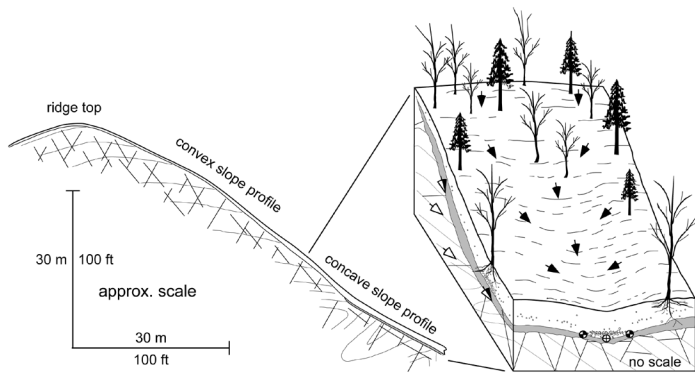 ridge top
convex slope profile
concave slope profile
30 m 100 ft
approx. scale
30 m
100 ft
no scale